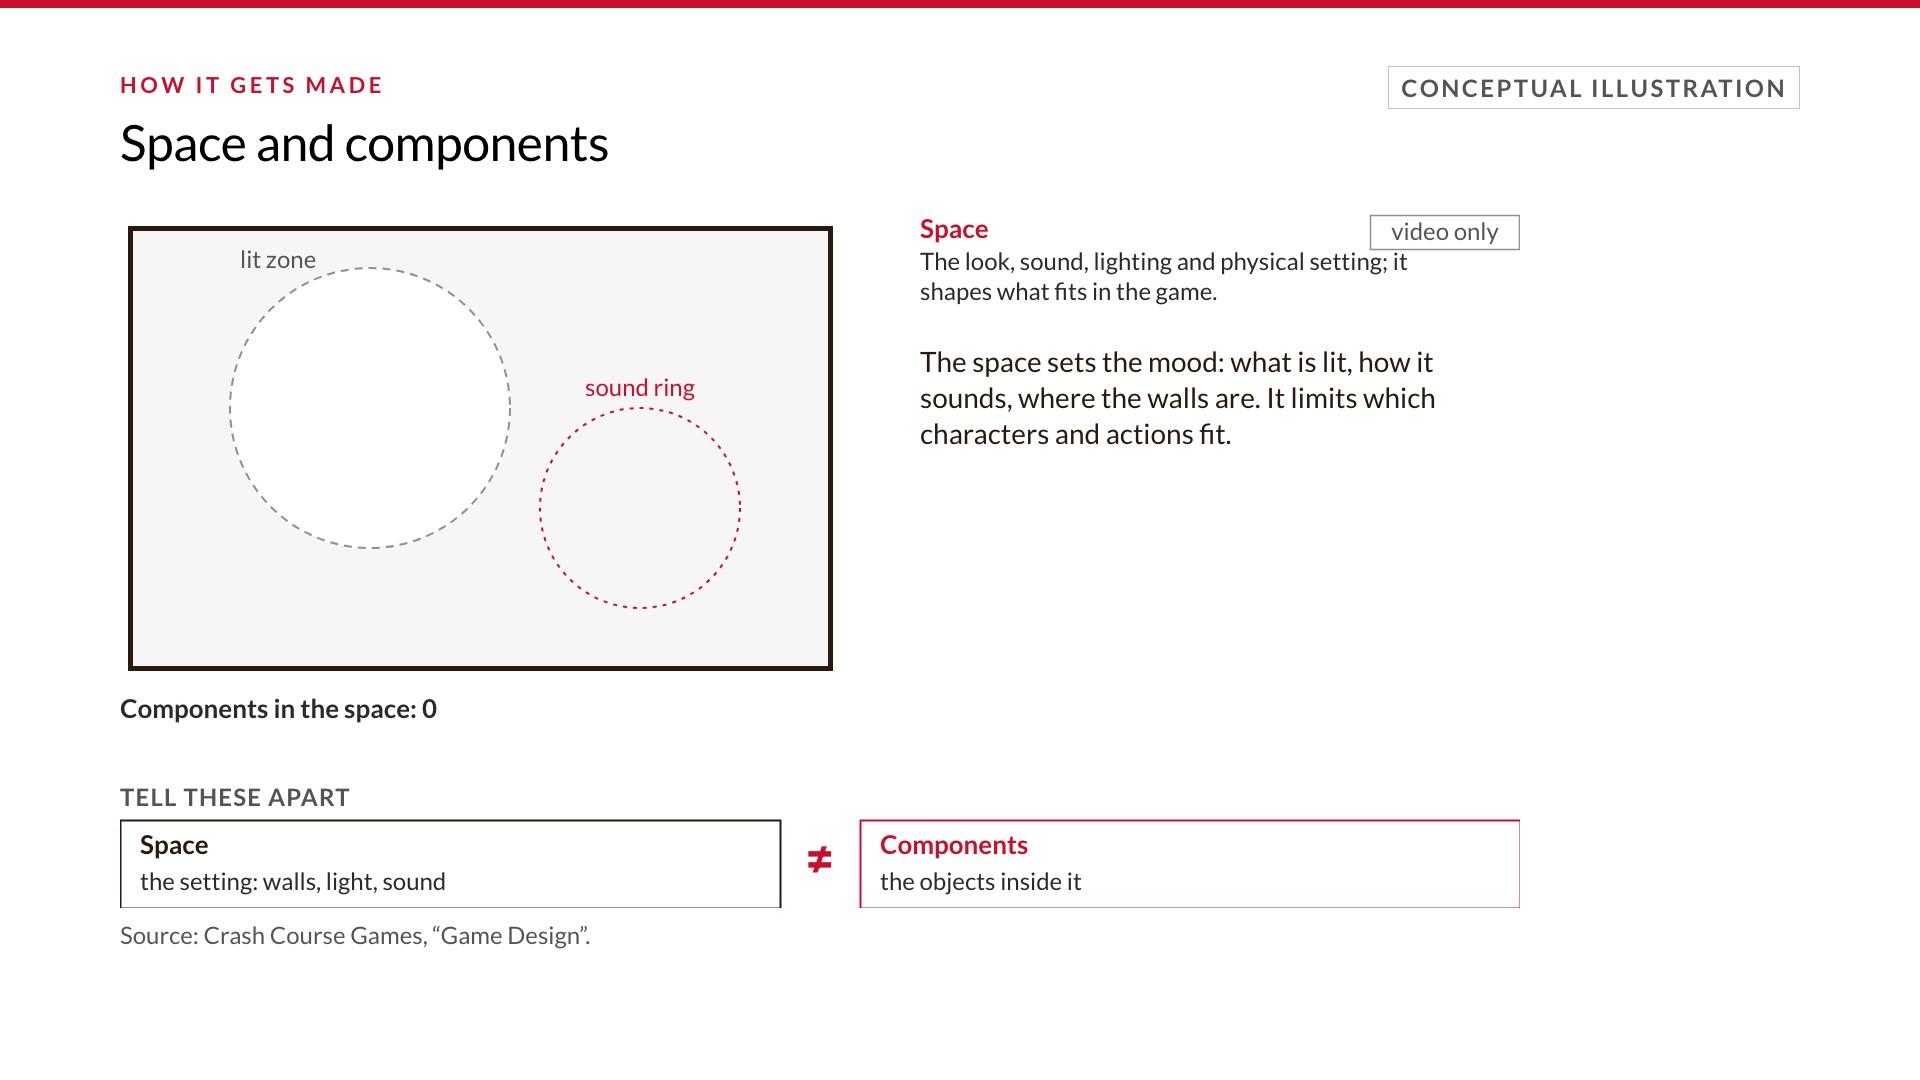 HOW IT GETS MADE
CONCEPTUAL ILLUSTRATION
Space and components
lit zone
sound ring
Components in the space: 0
Space
video only
The look, sound, lighting and physical setting; it
shapes what fits in the game.
The space sets the mood: what is lit, how it
sounds, where the walls are. It limits which
characters and actions fit.
TELL THESE APART
Space
the setting: walls, light, sound
≠
Components
the objects inside it
Source: Crash Course Games, “Game Design”.